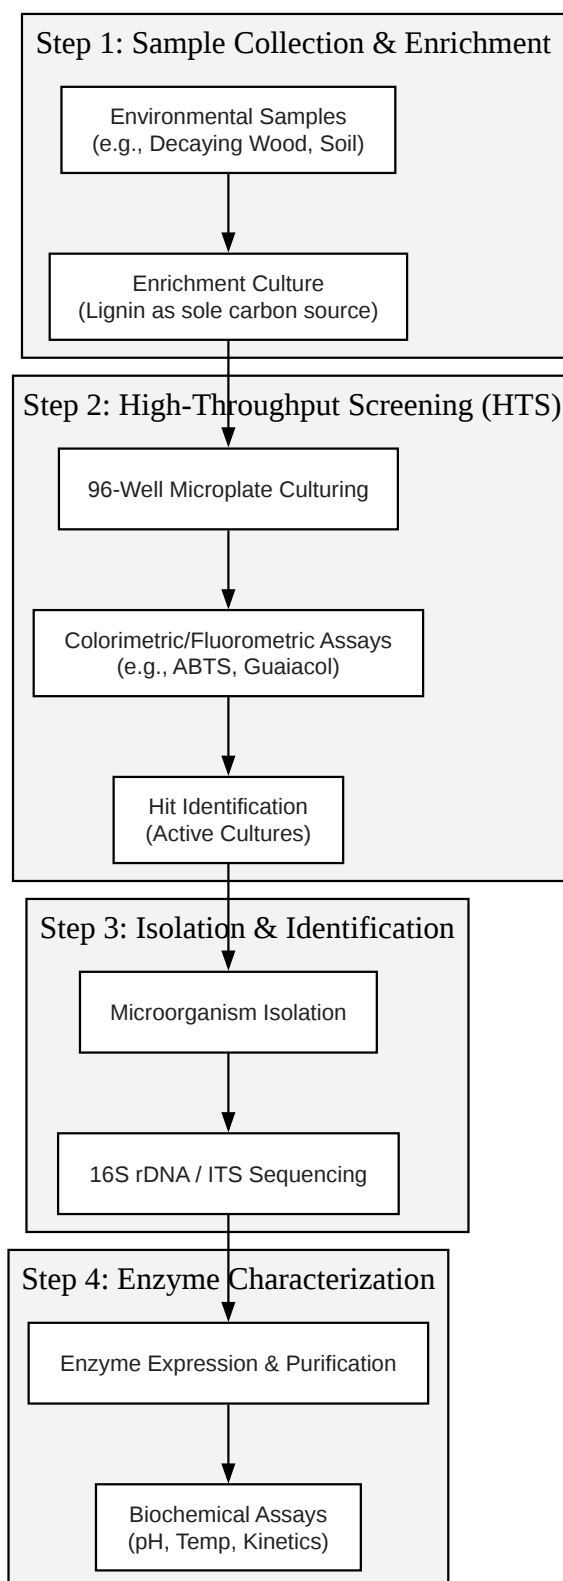 Step 1: Sample Collection & Enrichment
Environmental Samples
(e.g., Decaying Wood, Soil)
Enrichment Culture
(Lignin as sole carbon source)
Step 2: High-Throughput Screening (HTS)
96-Well Microplate Culturing
Colorimetric/Fluorometric Assays
(e.g., ABTS, Guaiacol)
Hit Identification
(Active Cultures)
Step 3: Isolation & Identification
Microorganism Isolation
16S rDNA / ITS Sequencing
Step 4: Enzyme Characterization
Enzyme Expression & Purification
Biochemical Assays
(pH, Temp, Kinetics)